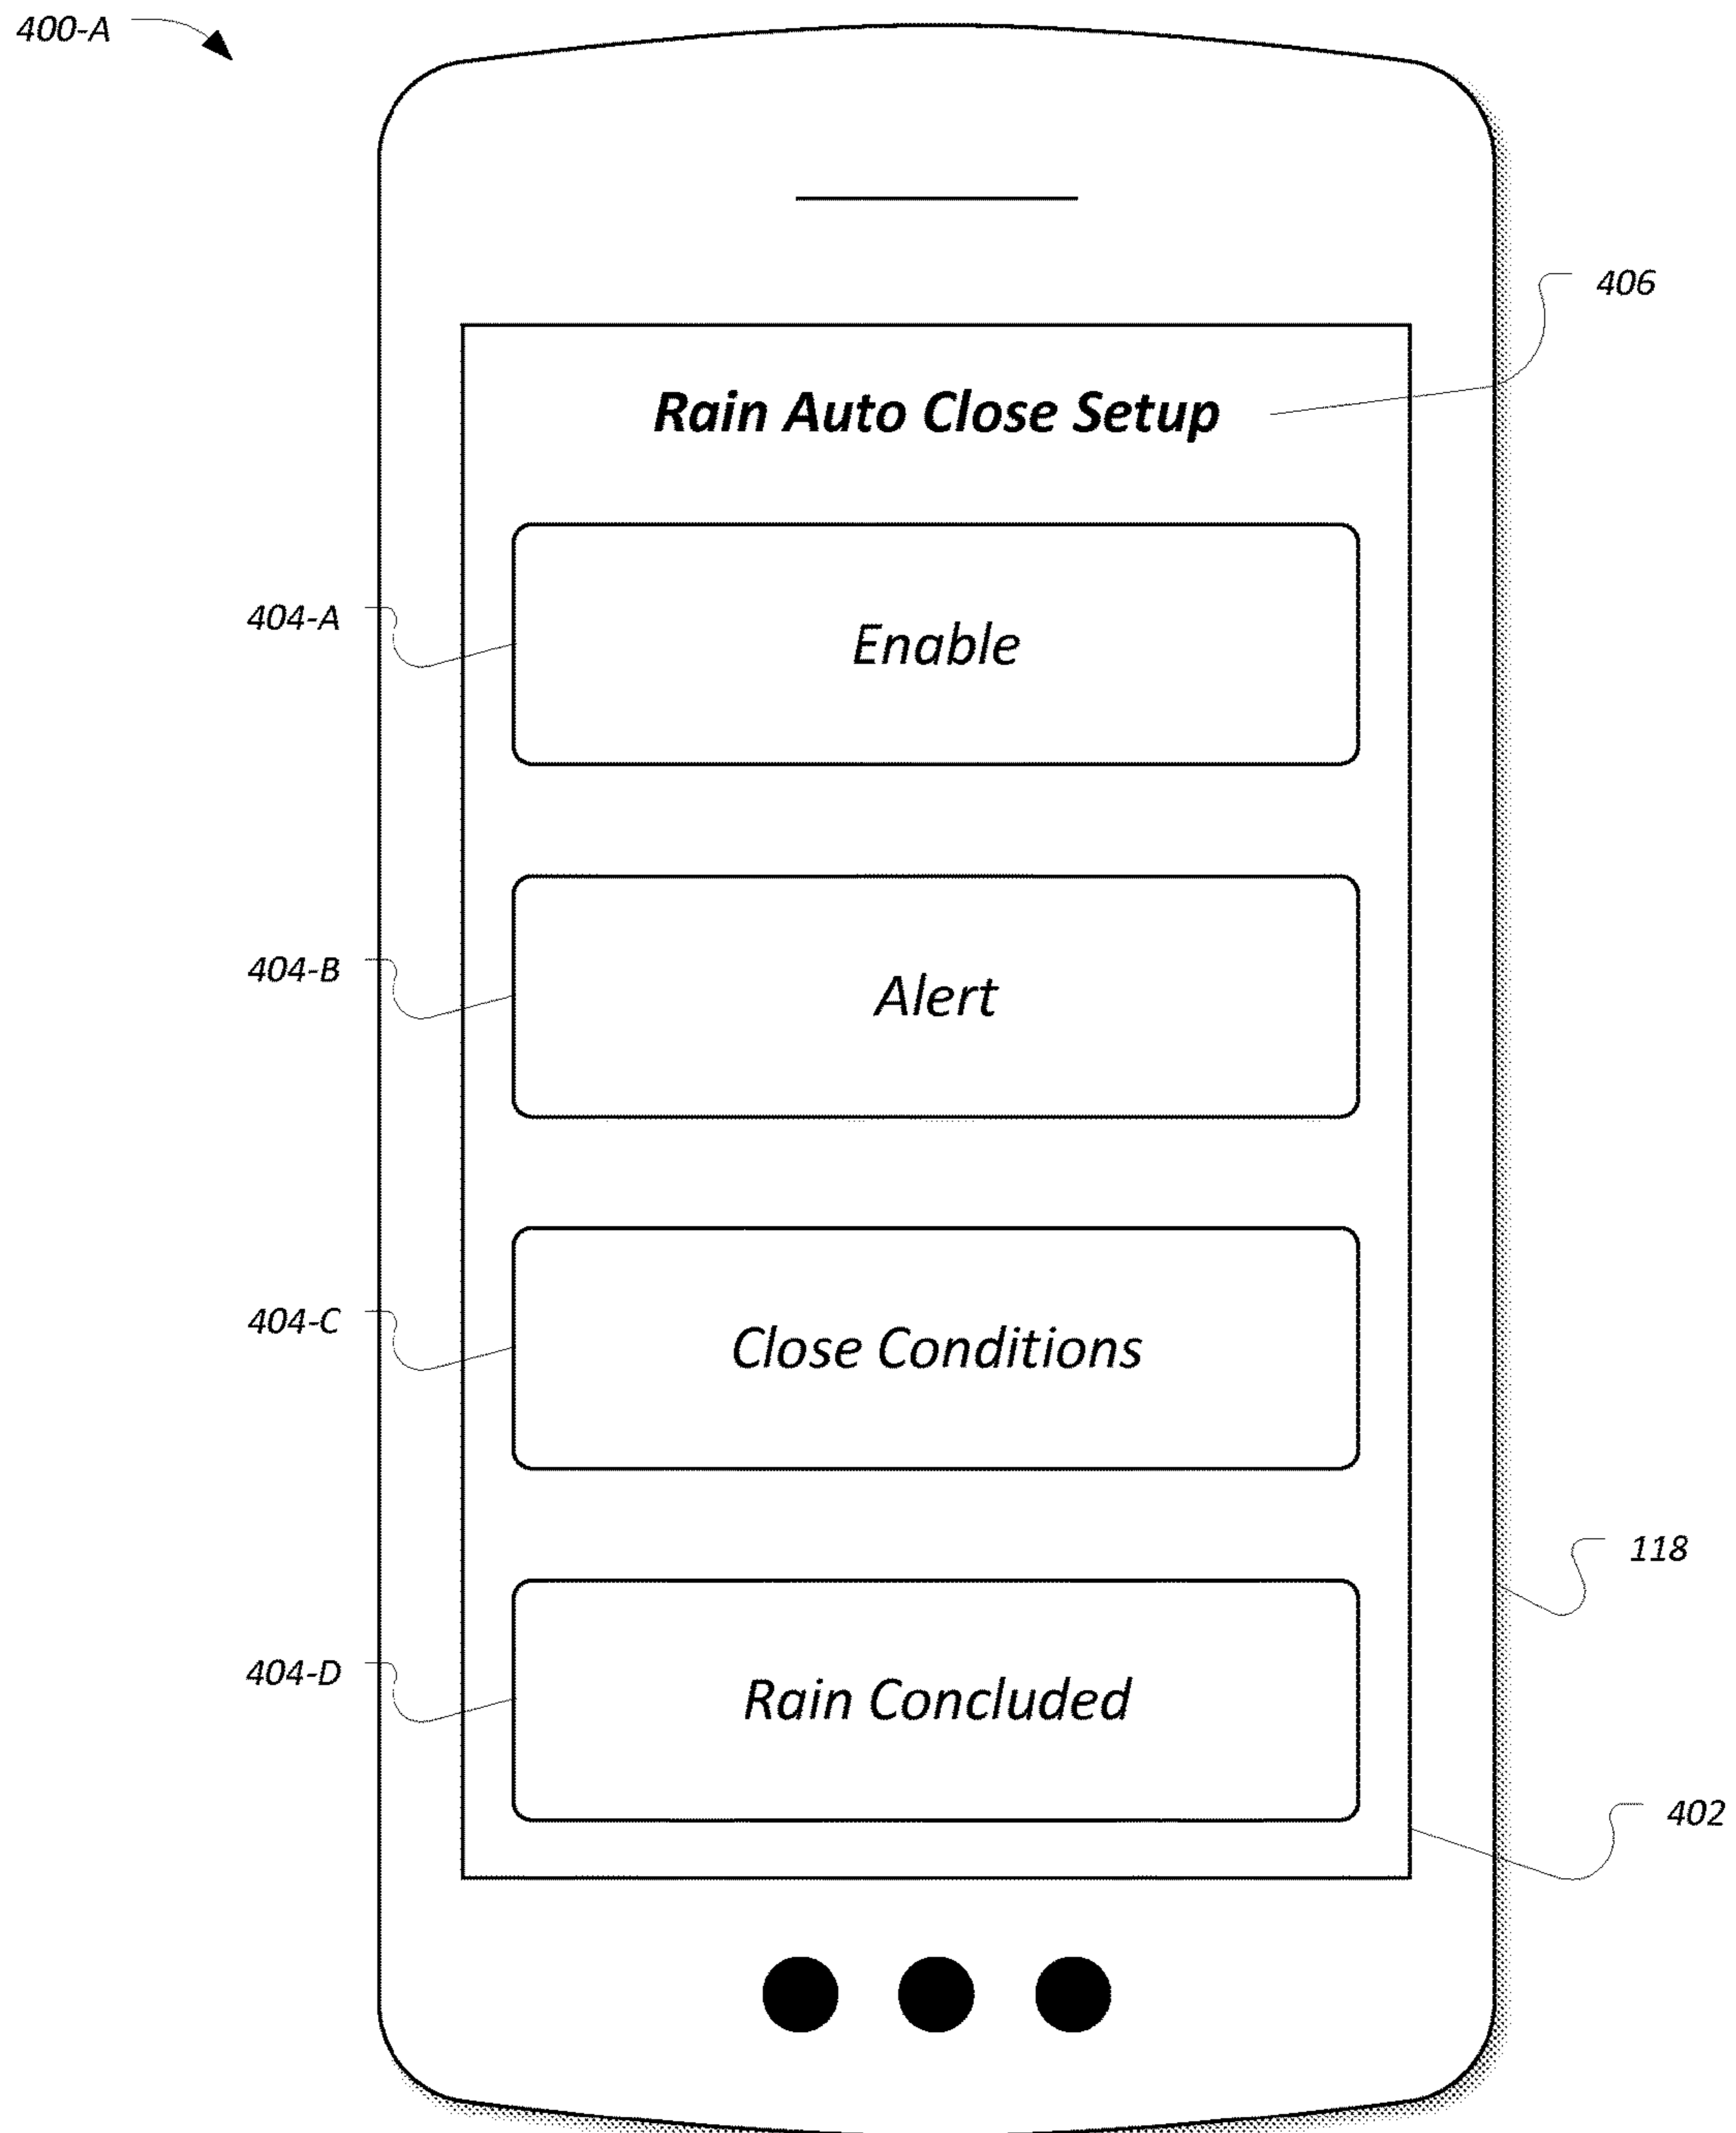 400-A
406
Rain Auto Close Setup
404-A
Enable
404-B
Alert
404-C
Close Conditions
118
404-D
Rain Concluded
402